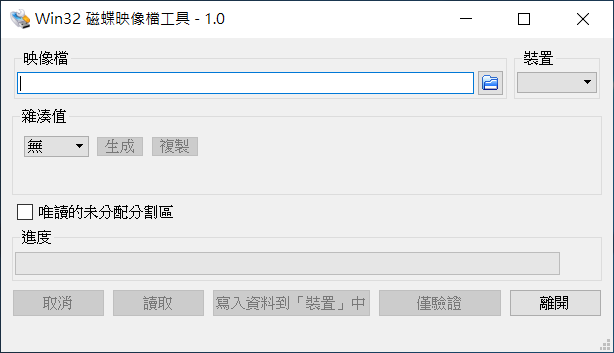 Win32 磁蝶映像檔工具 - 1.0
映像檔
裝置
雜湊值
無
生成
複製
唯讀的未分配分割區
進度
取消
讀取
寫入資料到「裝置」中
僅驗證
離開